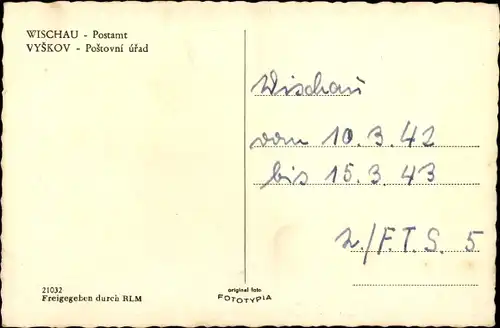 WISCHAU - Postamt
VYŠKOV - Poštovní úřad
Wischau
vom 10.3.42
bis 15.3.43
2./F.T.S. 5
21032
Freigegeben durch RLM
original foto
FOTOTYPIA